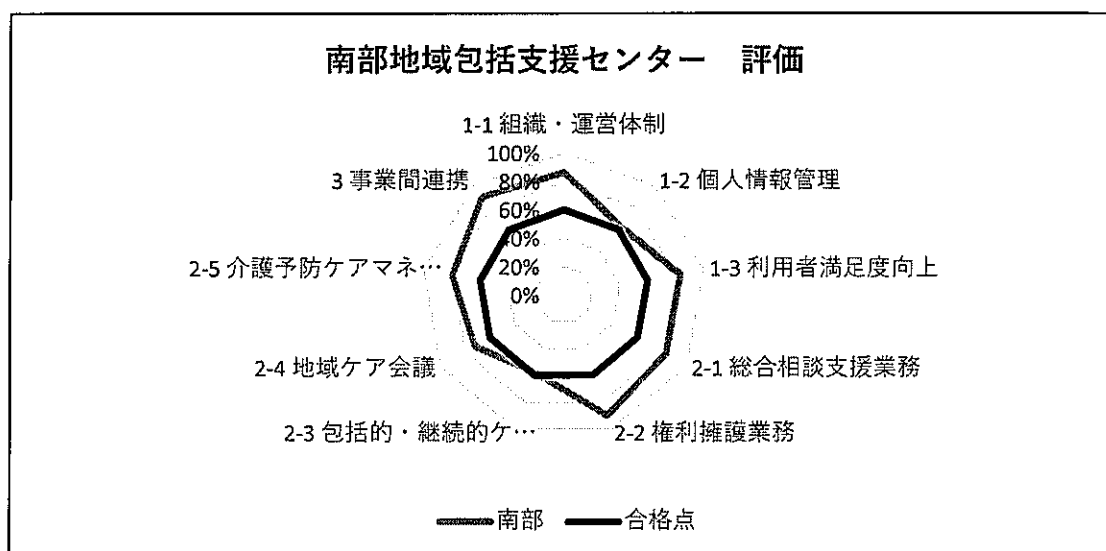 南部地域包括支援センター　評価
1-1 組織・運営体制
100%
80%
60%
40%
20%
0%
1-2 個人情報管理
1-3 利用者満足度向上
2-1 総合相談支援業務
2-2 権利擁護業務
2-3 包括的・継続的ケ…
2-4 地域ケア会議
2-5 介護予防ケアマネ…
3 事業間連携
南部
合格点